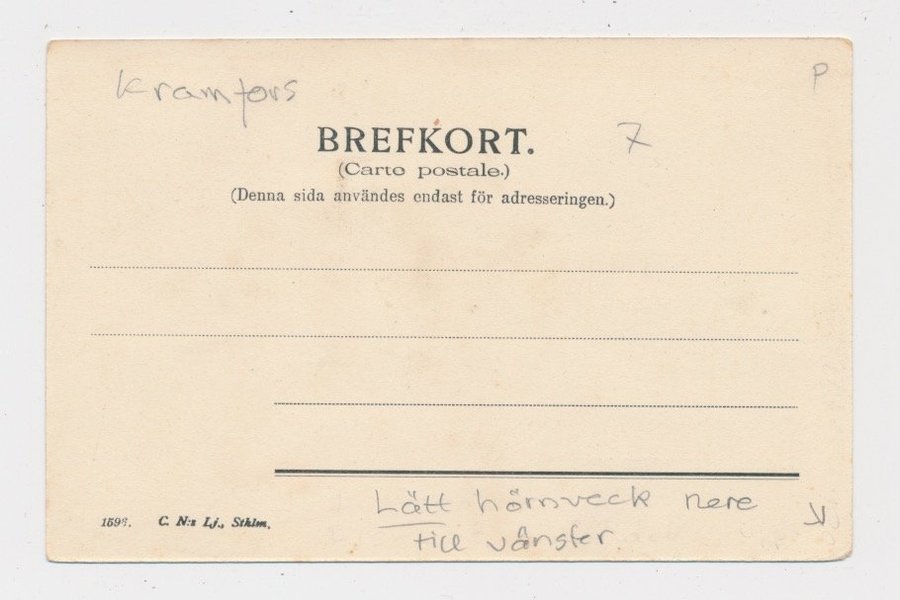 Kramfors
P
BREFKORT.
7
(Carte postale.)
(Denna sida användes endast för adresseringen.)
Lätt hörnveck nere
till vänster
C. N:s Lj., Sthlm.